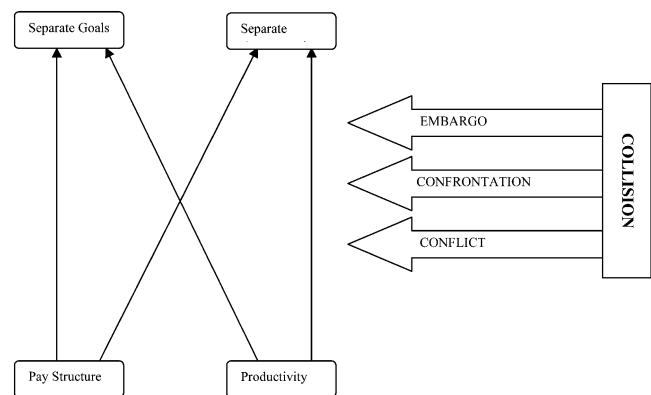 Separate Goals
Separate
EMBARGO
CONFRONTATION
CONFLICT
COLLISION
Pay Structure
Productivity